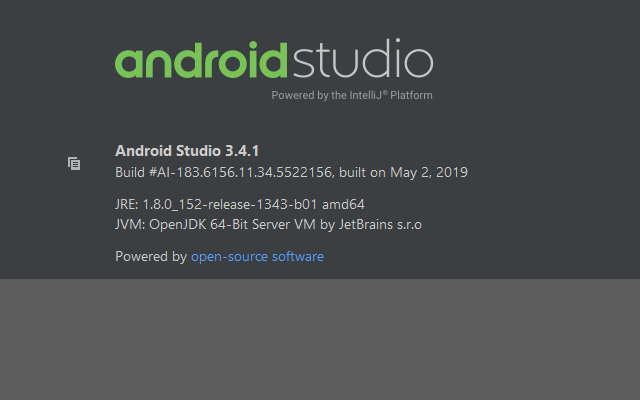 androidstudio
Powered by the IntelliJ® Platform
Android Studio 3.4.1
Build #AI-183.6156.11.34.5522156, built on May 2, 2019
JRE: 1.8.0_152-release-1343-b01 amd64
JVM: OpenJDK 64-Bit Server VM by JetBrains s.r.o
Powered by open-source software